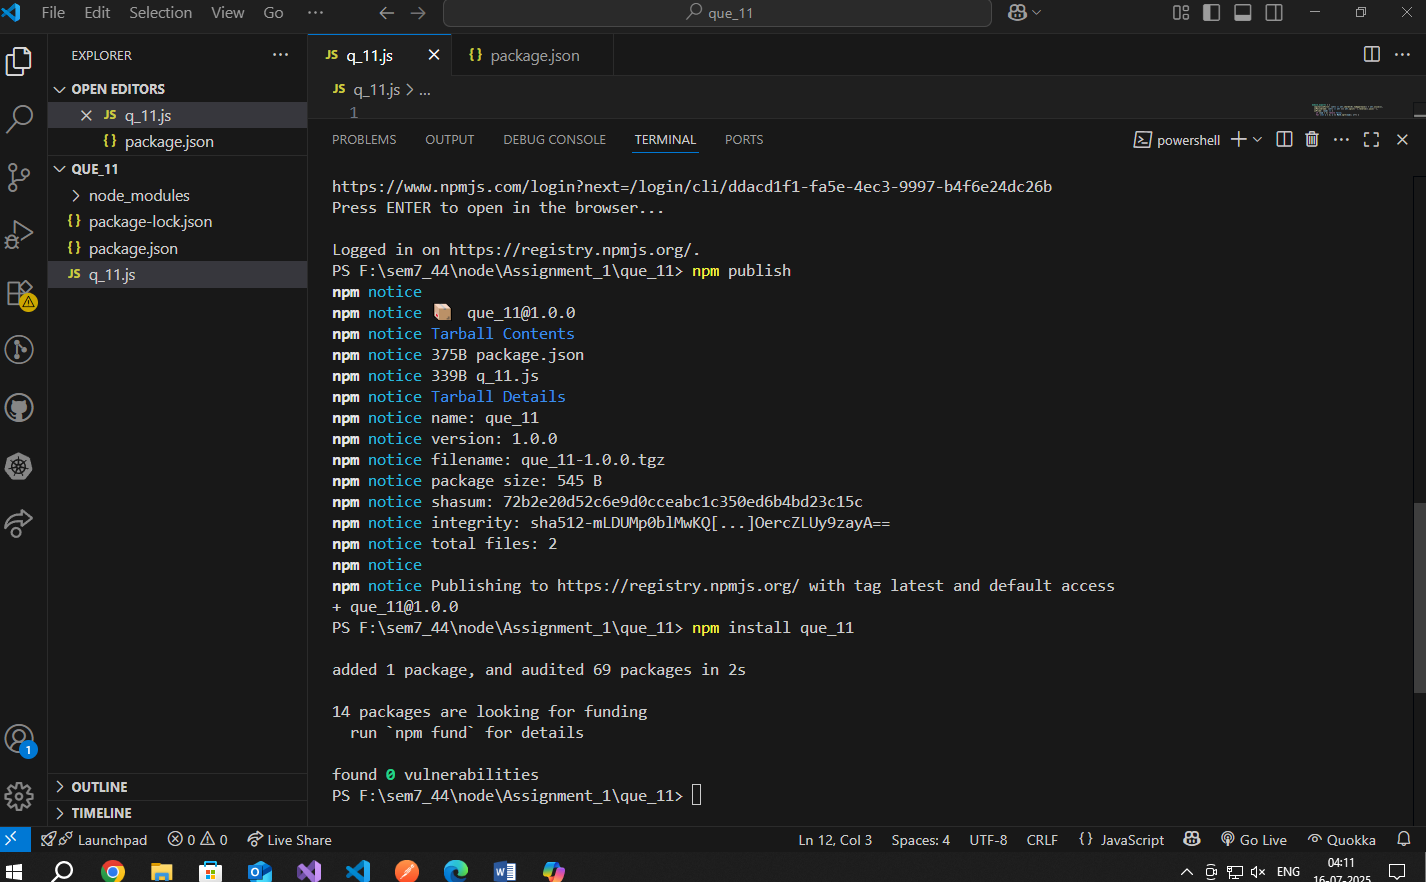 File Edit Selection View Go ···
que_11
EXPLORER
OPEN EDITORS
JS q_11.js
{} package.json
QUE_11
node_modules
{} package-lock.json
{} package.json
JS q_11.js
OUTLINE
TIMELINE
JS q_11.js
{} package.json
JS q_11.js > ...
1
PROBLEMS OUTPUT DEBUG CONSOLE TERMINAL PORTS
powershell
https://www.npmjs.com/login?next=/login/cli/ddacd1f1-fa5e-4ec3-9997-b4f6e24dc26b
Press ENTER to open in the browser...
Logged in on https://registry.npmjs.org/.
PS F:\sem7_44\node\Assignment_1\que_11> npm publish
npm notice
npm notice 📦 que_11@1.0.0
npm notice Tarball Contents
npm notice 375B package.json
npm notice 339B q_11.js
npm notice Tarball Details
npm notice name: que_11
npm notice version: 1.0.0
npm notice filename: que_11-1.0.0.tgz
npm notice package size: 545 B
npm notice shasum: 72b2e20d52c6e9d0cceabc1c350ed6b4bd23c15c
npm notice integrity: sha512-mLDUMp0blMwKQ[...]OercZLUy9zayA==
npm notice total files: 2
npm notice
npm notice Publishing to https://registry.npmjs.org/ with tag latest and default access
+ que_11@1.0.0
PS F:\sem7_44\node\Assignment_1\que_11> npm install que_11
added 1 package, and audited 69 packages in 2s
14 packages are looking for funding
run `npm fund` for details
found 0 vulnerabilities
PS F:\sem7_44\node\Assignment_1\que_11>
1
Launchpad 0 0 Live Share
Ln 12, Col 3 Spaces: 4 UTF-8 CRLF {} JavaScript Go Live Quokka
ENG
04:11
16-07-2025